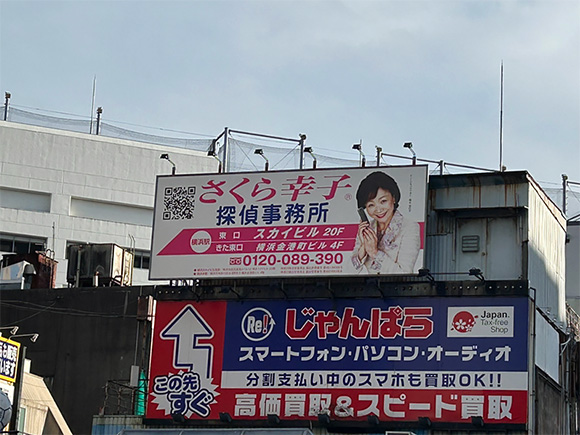 さくら幸子®
探偵事務所
横浜駅
東 口 スカイビル 20F
きた東口 横浜金港町ビル 4F
0120-089-390
Re!! じゃんぱら
Japan.
Tax-free
Shop
スマートフォン・パソコン・オーディオ
分割支払い中のスマホも買取OK!!
この先
すぐ
高価買取&スピード買取